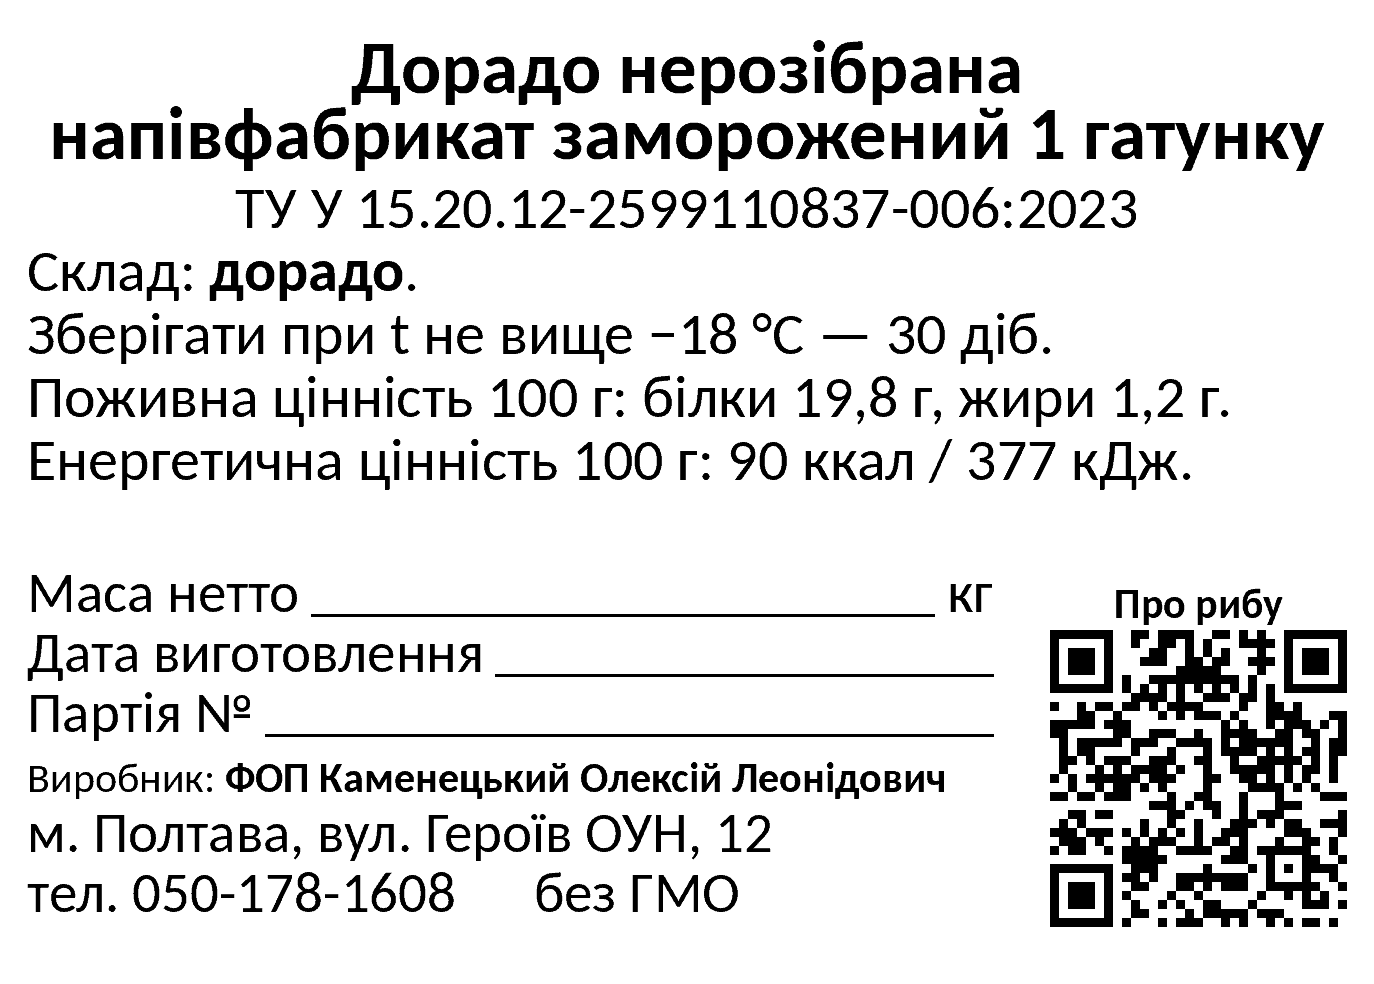 Дорадо нерозібрана
напівфабрикат заморожений 1 гатунку
ТУ У 15.20.12-2599110837-006:2023
Склад: дорадо.
Зберігати при t не вище −18 °C — 30 діб.
Поживна цінність 100 г: білки 19,8 г, жири 1,2 г.
Енергетична цінність 100 г: 90 ккал / 377 кДж.
Маса нетто ______________________ кг
Дата виготовлення __________________
Партія № __________________________
Про рибу
Виробник: ФОП Каменецький Олексій Леонідович
м. Полтава, вул. Героїв ОУН, 12
тел. 050-178-1608 без ГМО